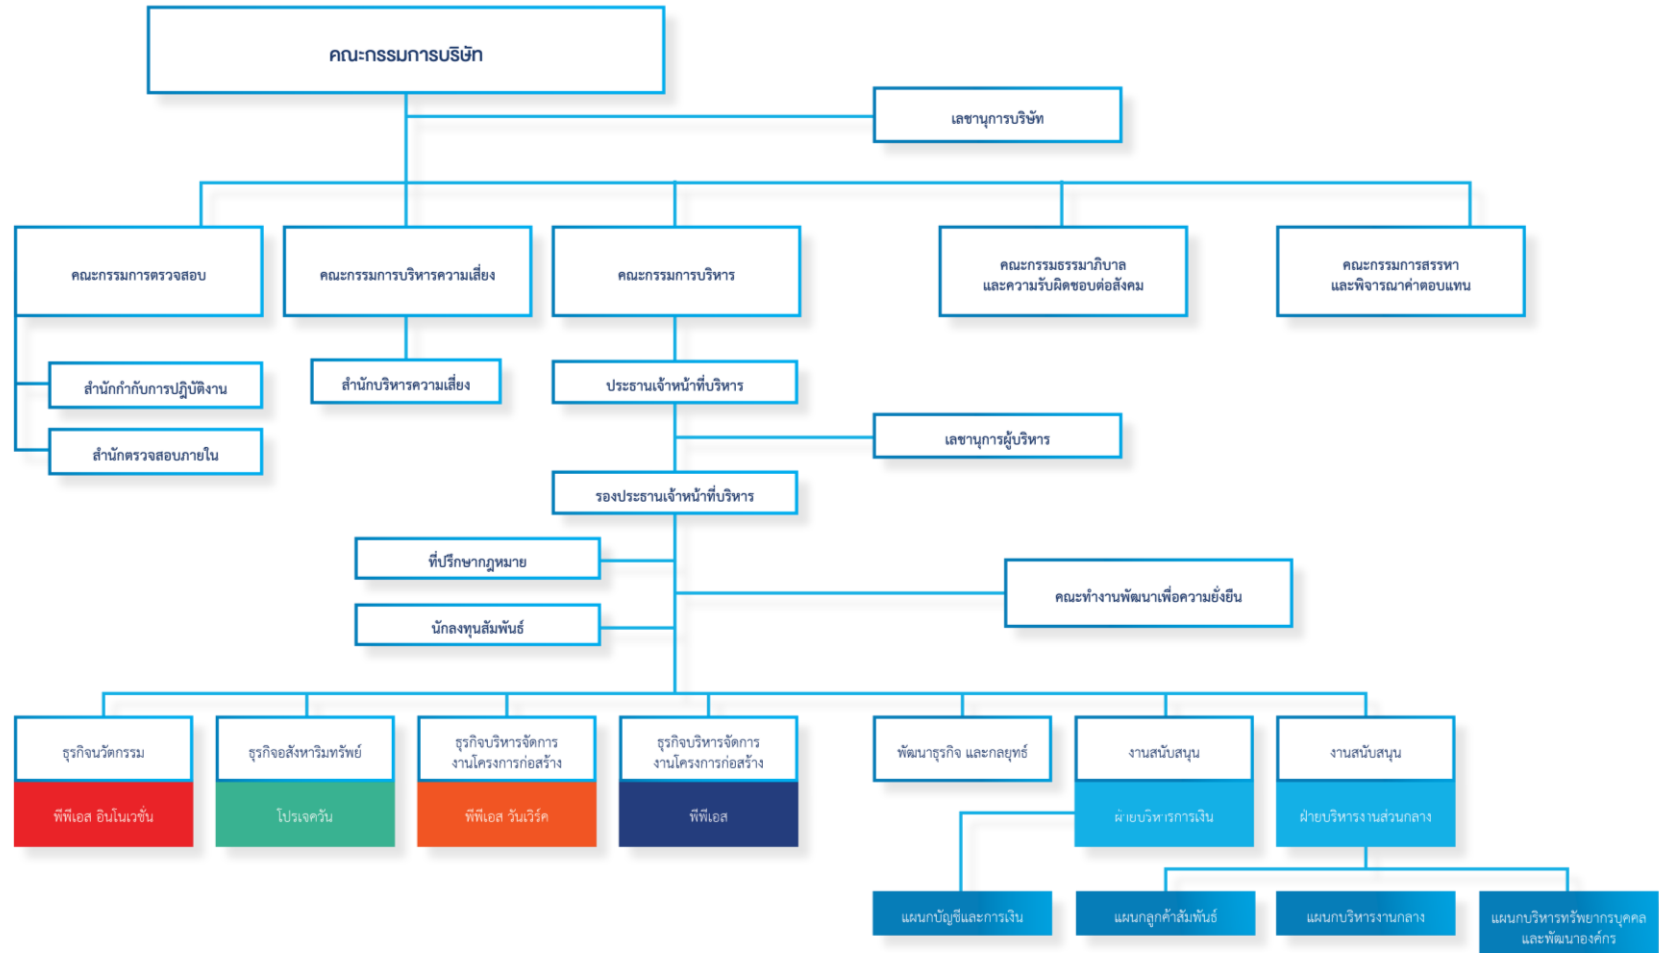 คณะกรรมการบริษัท
เลขานุการบริษัท
คณะกรรมการตรวจสอบ
คณะกรรมการบริหารความเสี่ยง
คณะกรรมการบริหาร
คณะกรรมธรรมาภิบาล
และความรับผิดชอบต่อสังคม
คณะกรรมการสรรหา
และพิจารณาค่าตอบแทน
สำนักกำกับการปฎิบัติงาน
สำนักบริหารความเสี่ยง
ประธานเจ้าหน้าที่บริหาร
เลขานุการผู้บริหาร
สำนักตรวจสอบภายใน
รองประธานเจ้าหน้าที่บริหาร
ที่ปรึกษากฎหมาย
คณะทำงานพัฒนาเพื่อความยั่งยืน
นักลงทุนสัมพันธ์
ธุรกิจนวัตกรรม
พีพีเอส อินโนเวชั่น
ธุรกิจอสังหาริมทรัพย์
โปรเจควัน
ธุรกิจบริหารจัดการ
งานโครงการก่อสร้าง
พีพีเอส วันเวิร์ค
ธุรกิจบริหารจัดการ
งานโครงการก่อสร้าง
พีพีเอส
พัฒนาธุรกิจ และกลยุทธ์
งานสนับสนุน
ฝ่ายบริหารการเงิน
งานสนับสนุน
ฝ่ายบริหารงานส่วนกลาง
แผนกบัญชีและการเงิน
แผนกลูกค้าสัมพันธ์
แผนกบริหารงานกลาง
แผนกบริหารทรัพยากรบุคคล
และพัฒนาองค์กร